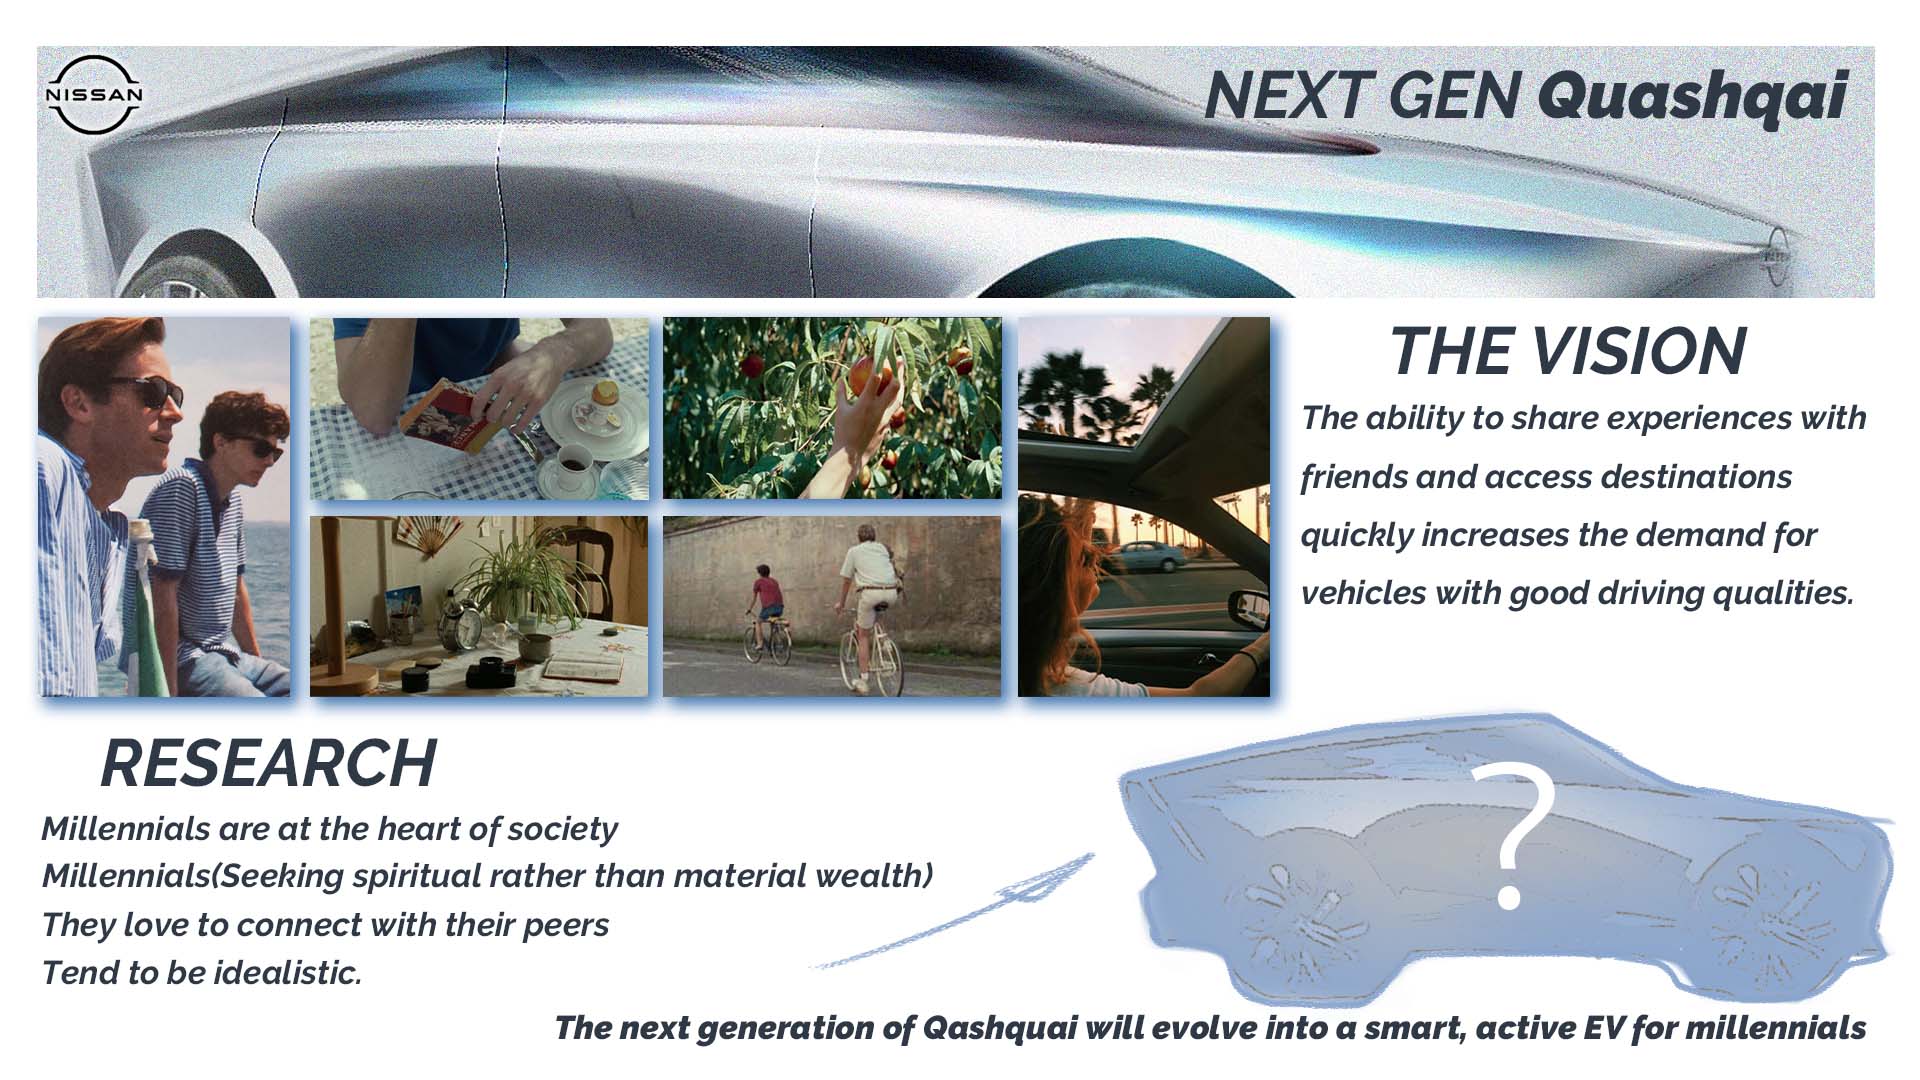 NISSAN
NEXT GEN Quashqai
THE VISION
The ability to share experiences with
friends and access destinations
quickly increases the demand for
vehicles with good driving qualities.
RESEARCH
Millennials are at the heart of society
Millennials(Seeking spiritual rather than material wealth)
They love to connect with their peers
Tend to be idealistic.
?
The next generation of Qashquai will evolve into a smart, active EV for millennials